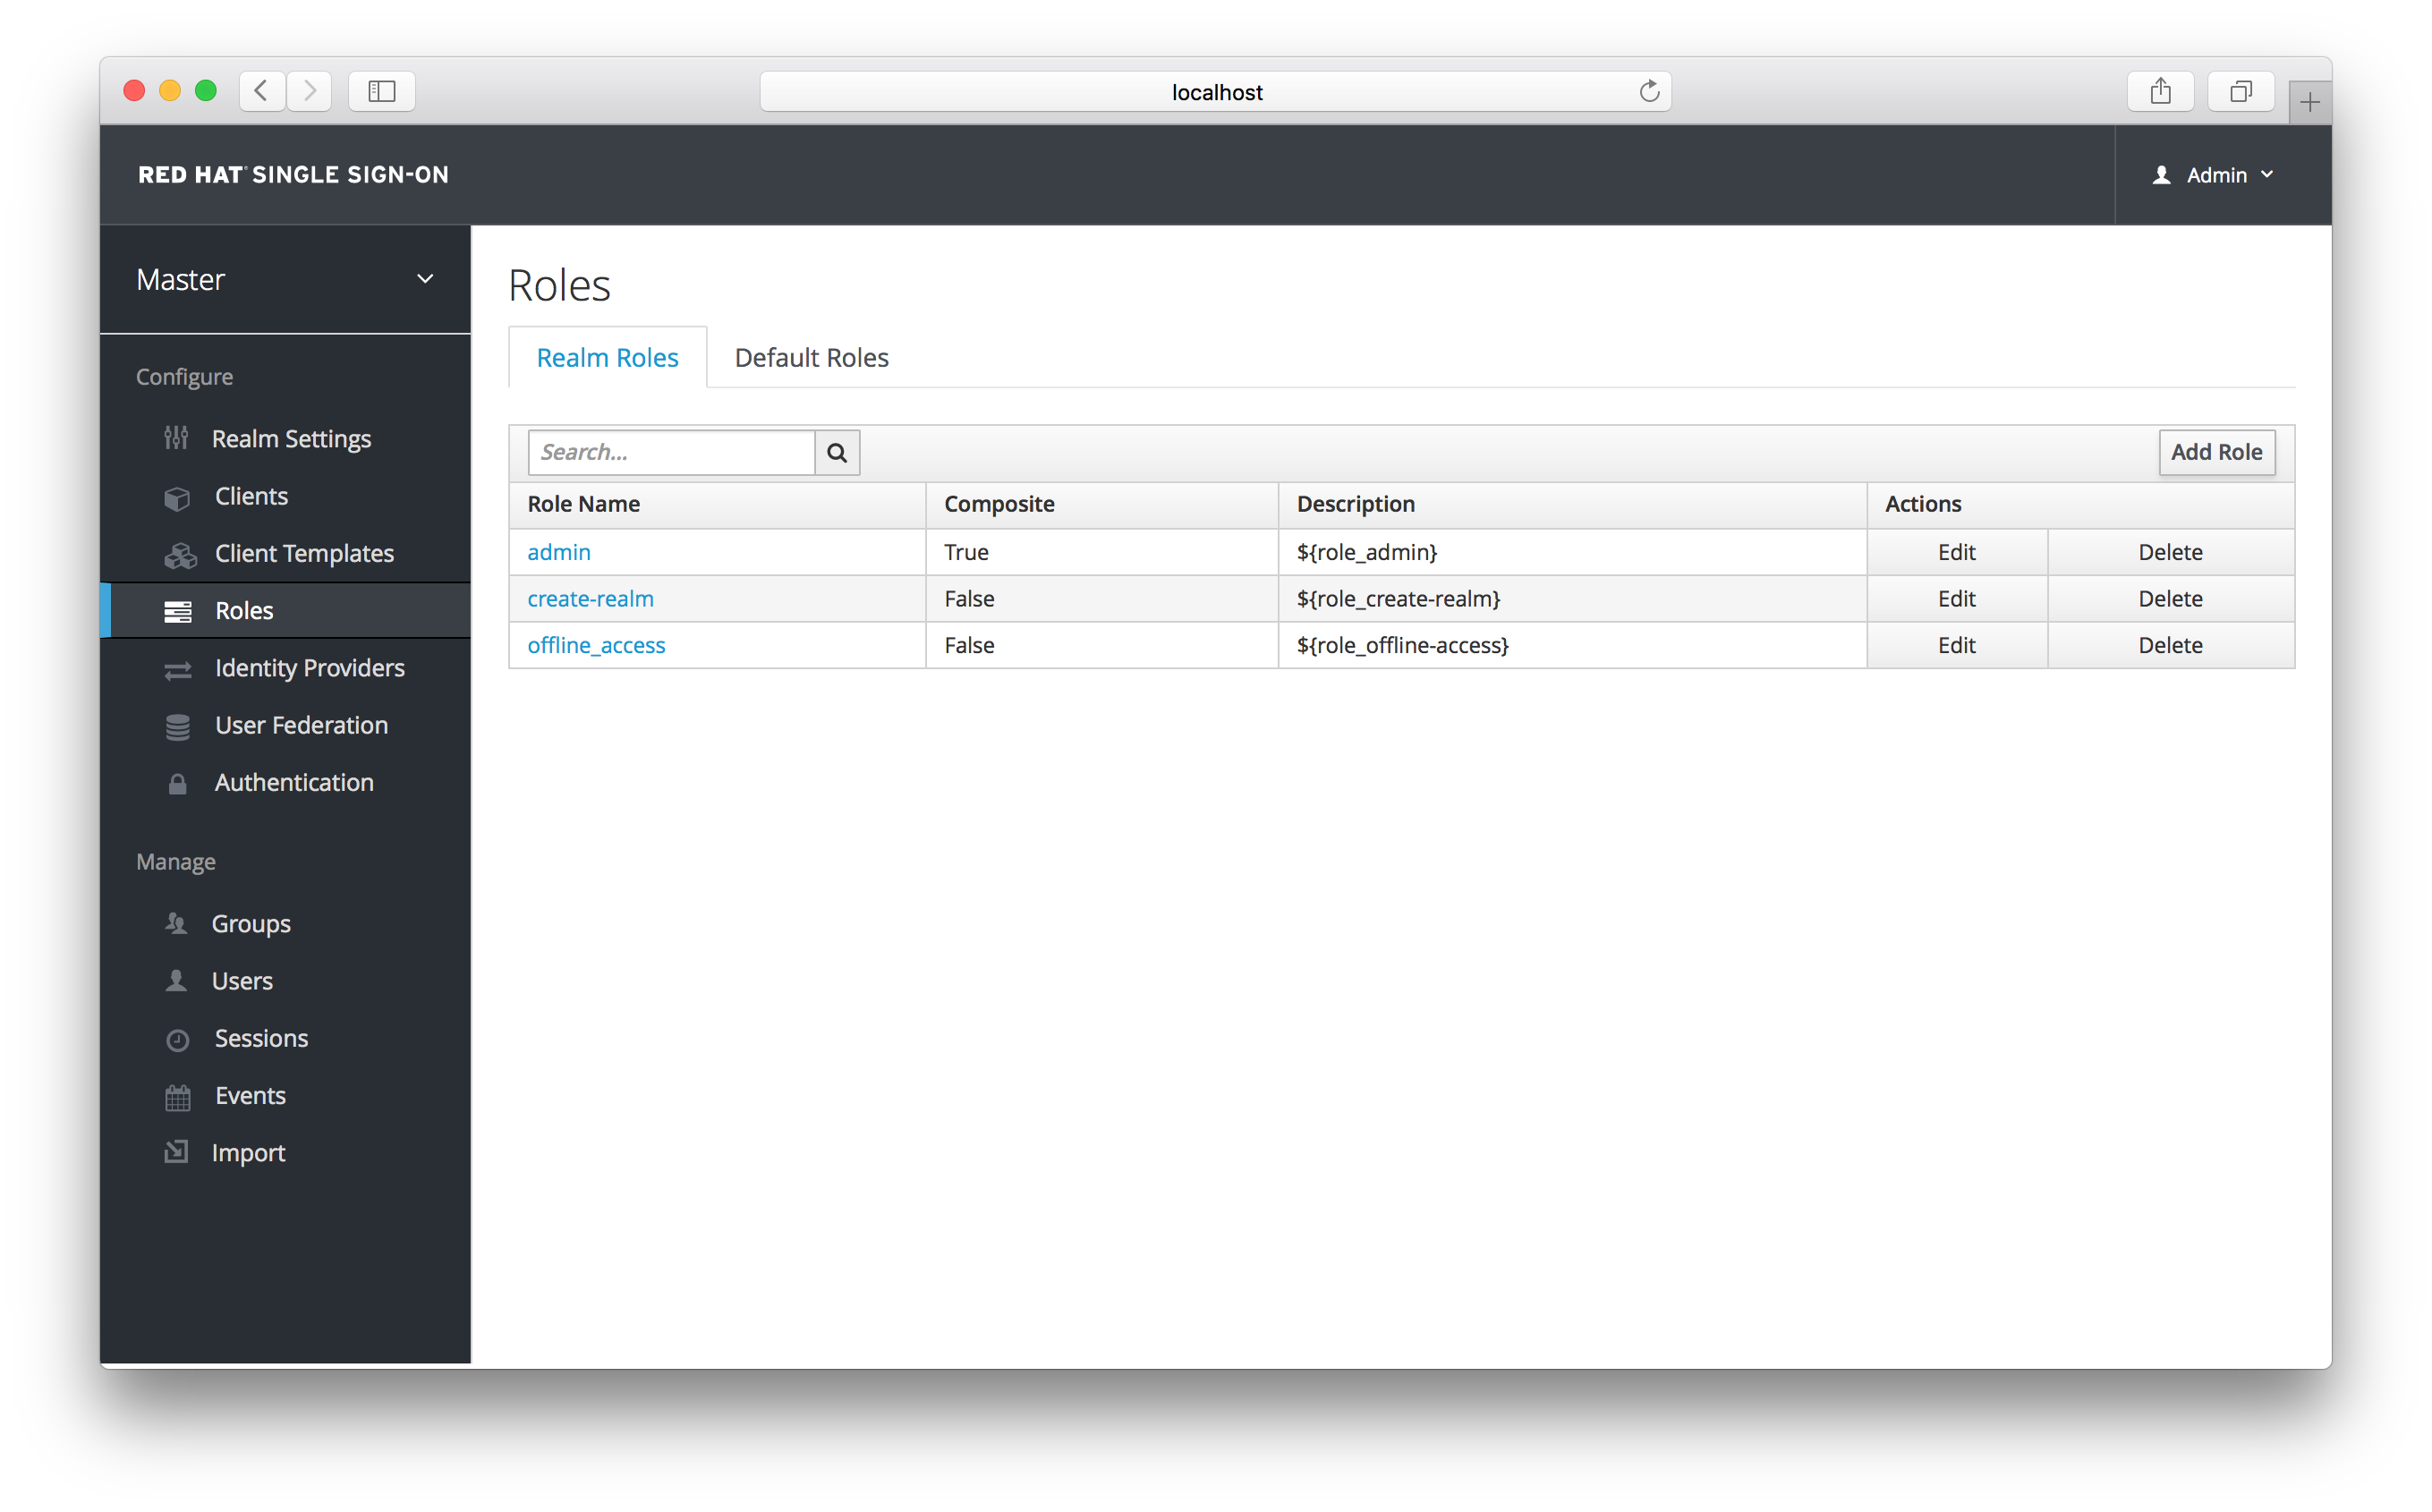 localhost
RED HAT SINGLE SIGN-ON
Admin
Master
Configure
Realm Settings
Clients
Client Templates
Roles
Identity Providers
User Federation
Authentication
Manage
Groups
Users
Sessions
Events
Import
Roles
Realm Roles Default Roles
Search... Add Role
Role Name Composite Description Actions
admin True ${role_admin} Edit Delete
create-realm False ${role_create-realm} Edit Delete
offline_access False ${role_offline-access} Edit Delete